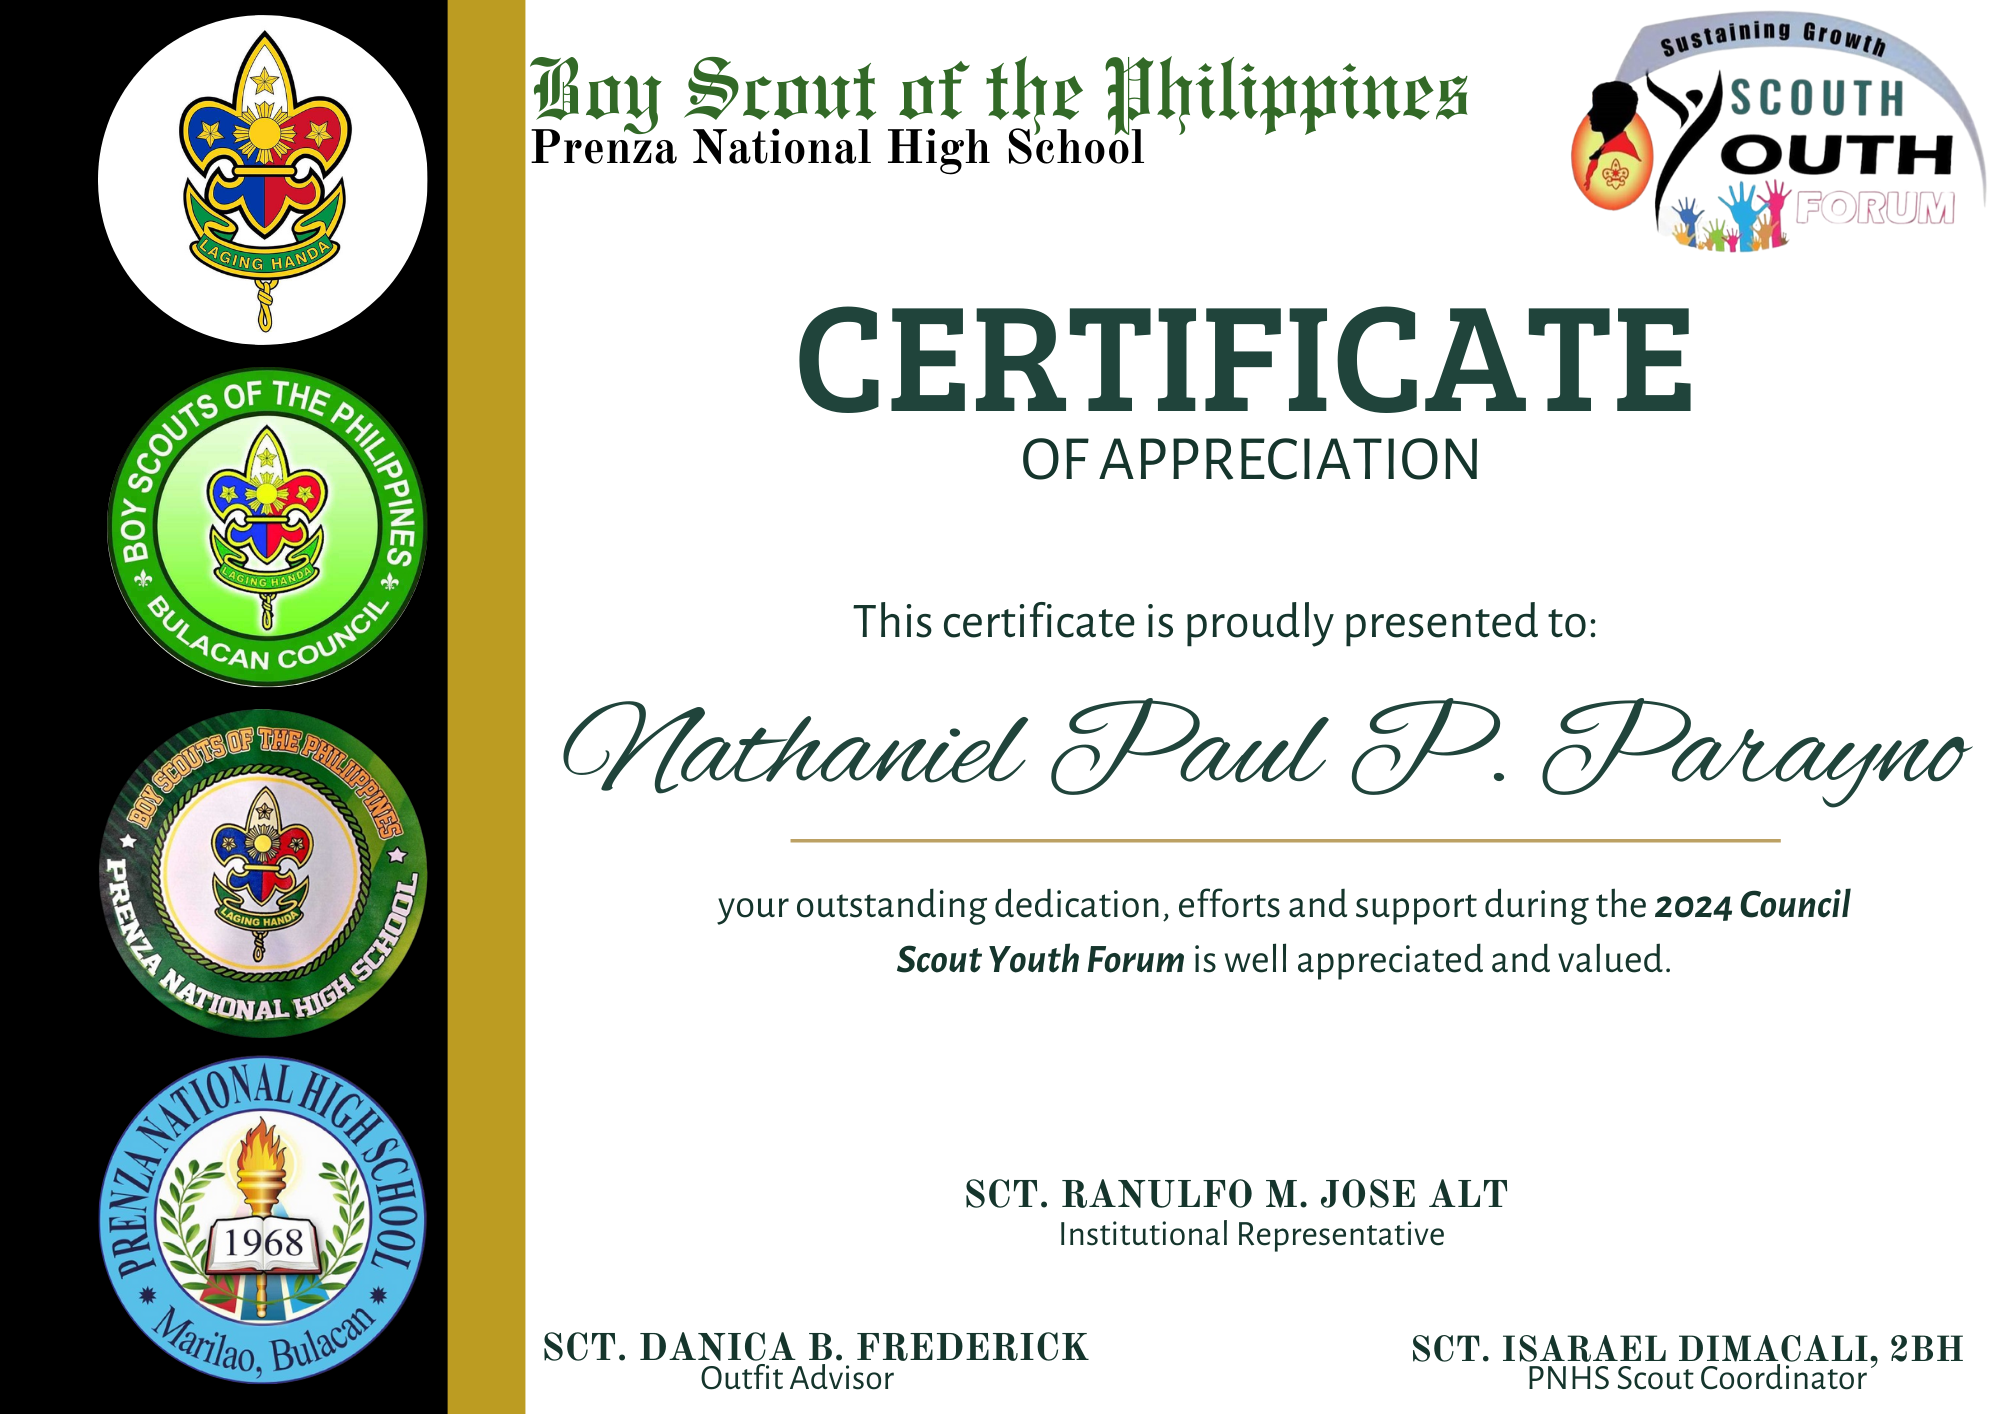 Boy Scout of the Philippines
Prenza National High School
Sustaining Growth
SCOUTH
YOUTH
FORUM
LAGING HANDA
BOY SCOUTS OF THE PHILIPPINES
LAGING HANDA
BULACAN COUNCIL
BOY SCOUTS OF THE PHILIPPINES
LAGING HANDA
PRENZA NATIONAL HIGH SCHOOL
PRENZA NATIONAL HIGH SCHOOL
1968
Marilao, Bulacan
CERTIFICATE
OF APPRECIATION
This certificate is proudly presented to:
Nathaniel Paul P. Parayno
your outstanding dedication, efforts and support during the 2024 Council
Scout Youth Forum is well appreciated and valued.
SCT. RANULFO M. JOSE ALT
Institutional Representative
SCT. DANICA B. FREDERICK
Outfit Advisor
SCT. ISARAEL DIMACALI, 2BH
PNHS Scout Coordinator